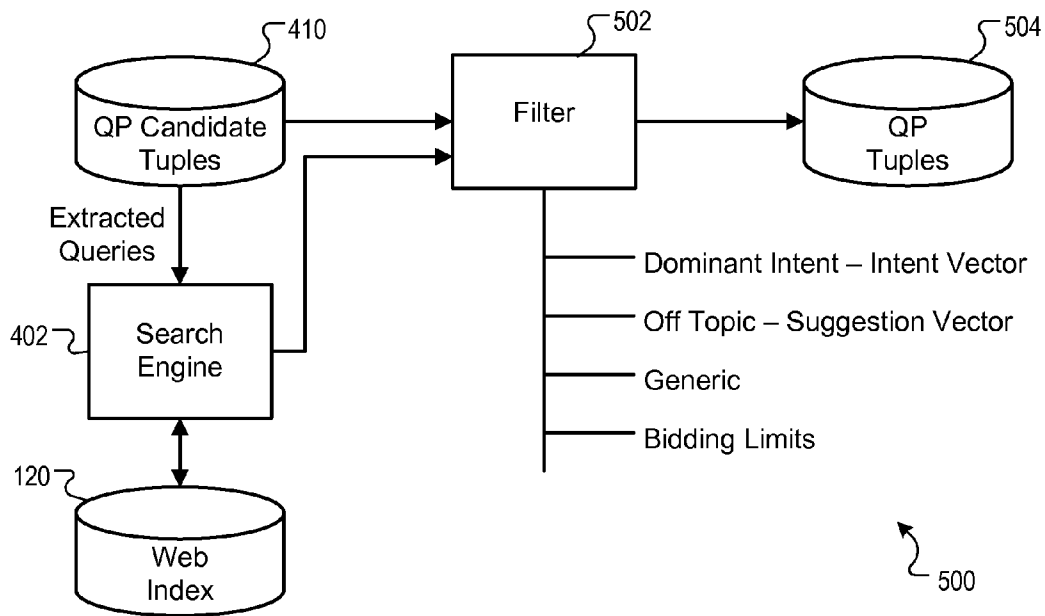 410
502
504
QP Candidate
Tuples
Filter
QP
Tuples
Extracted
Queries
Dominant Intent – Intent Vector
402
Search
Engine
Off Topic – Suggestion Vector
Generic
Bidding Limits
120
Web
Index
500